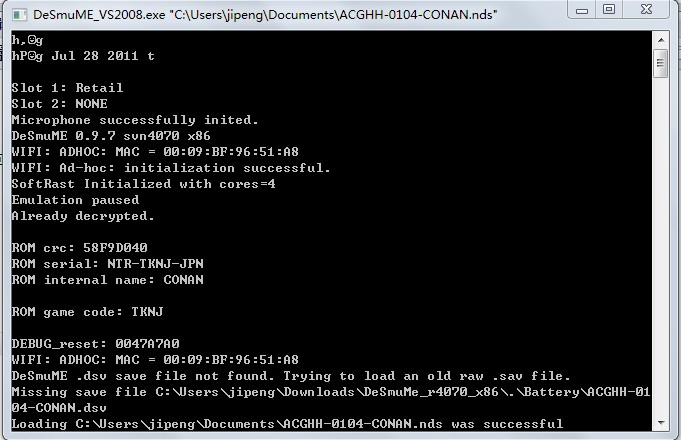 DeSmuME_VS2008.exe "C:\Users\jipeng\Documents\ACGHH-0104-CONAN.nds"
h,☻g
hP☻g Jul 28 2011 t
Slot 1: Retail
Slot 2: NONE
Microphone successfully inited.
DeSmuME 0.9.7 svn4070 x86
WIFI: ADHOC: MAC = 00:09:BF:96:51:A8
WIFI: Ad-hoc: initialization successful.
SoftRast Initialized with cores=4
Emulation paused
Already decrypted.
ROM crc: 58F9D040
ROM serial: NTR-TKNJ-JPN
ROM internal name: CONAN
ROM game code: TKNJ
DEBUG_reset: 0047A7A0
WIFI: ADHOC: MAC = 00:09:BF:96:51:A8
DeSmuME .dsv save file not found. Trying to load an old raw .sav file.
Missing save file C:\Users\jipeng\Downloads\DeSmuMe_r4070_x86\.\Battery\ACGHH-01
04-CONAN.dsv
Loading C:\Users\jipeng\Documents\ACGHH-0104-CONAN.nds was successful